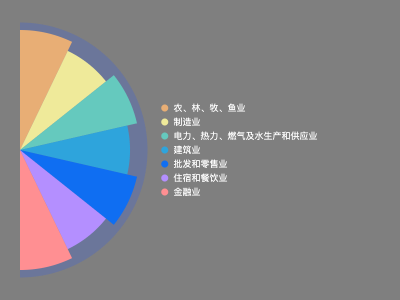 农、林、牧、鱼业
制造业
电力、热力、燃气及水生产和供应业
建筑业
批发和零售业
住宿和餐饮业
金融业